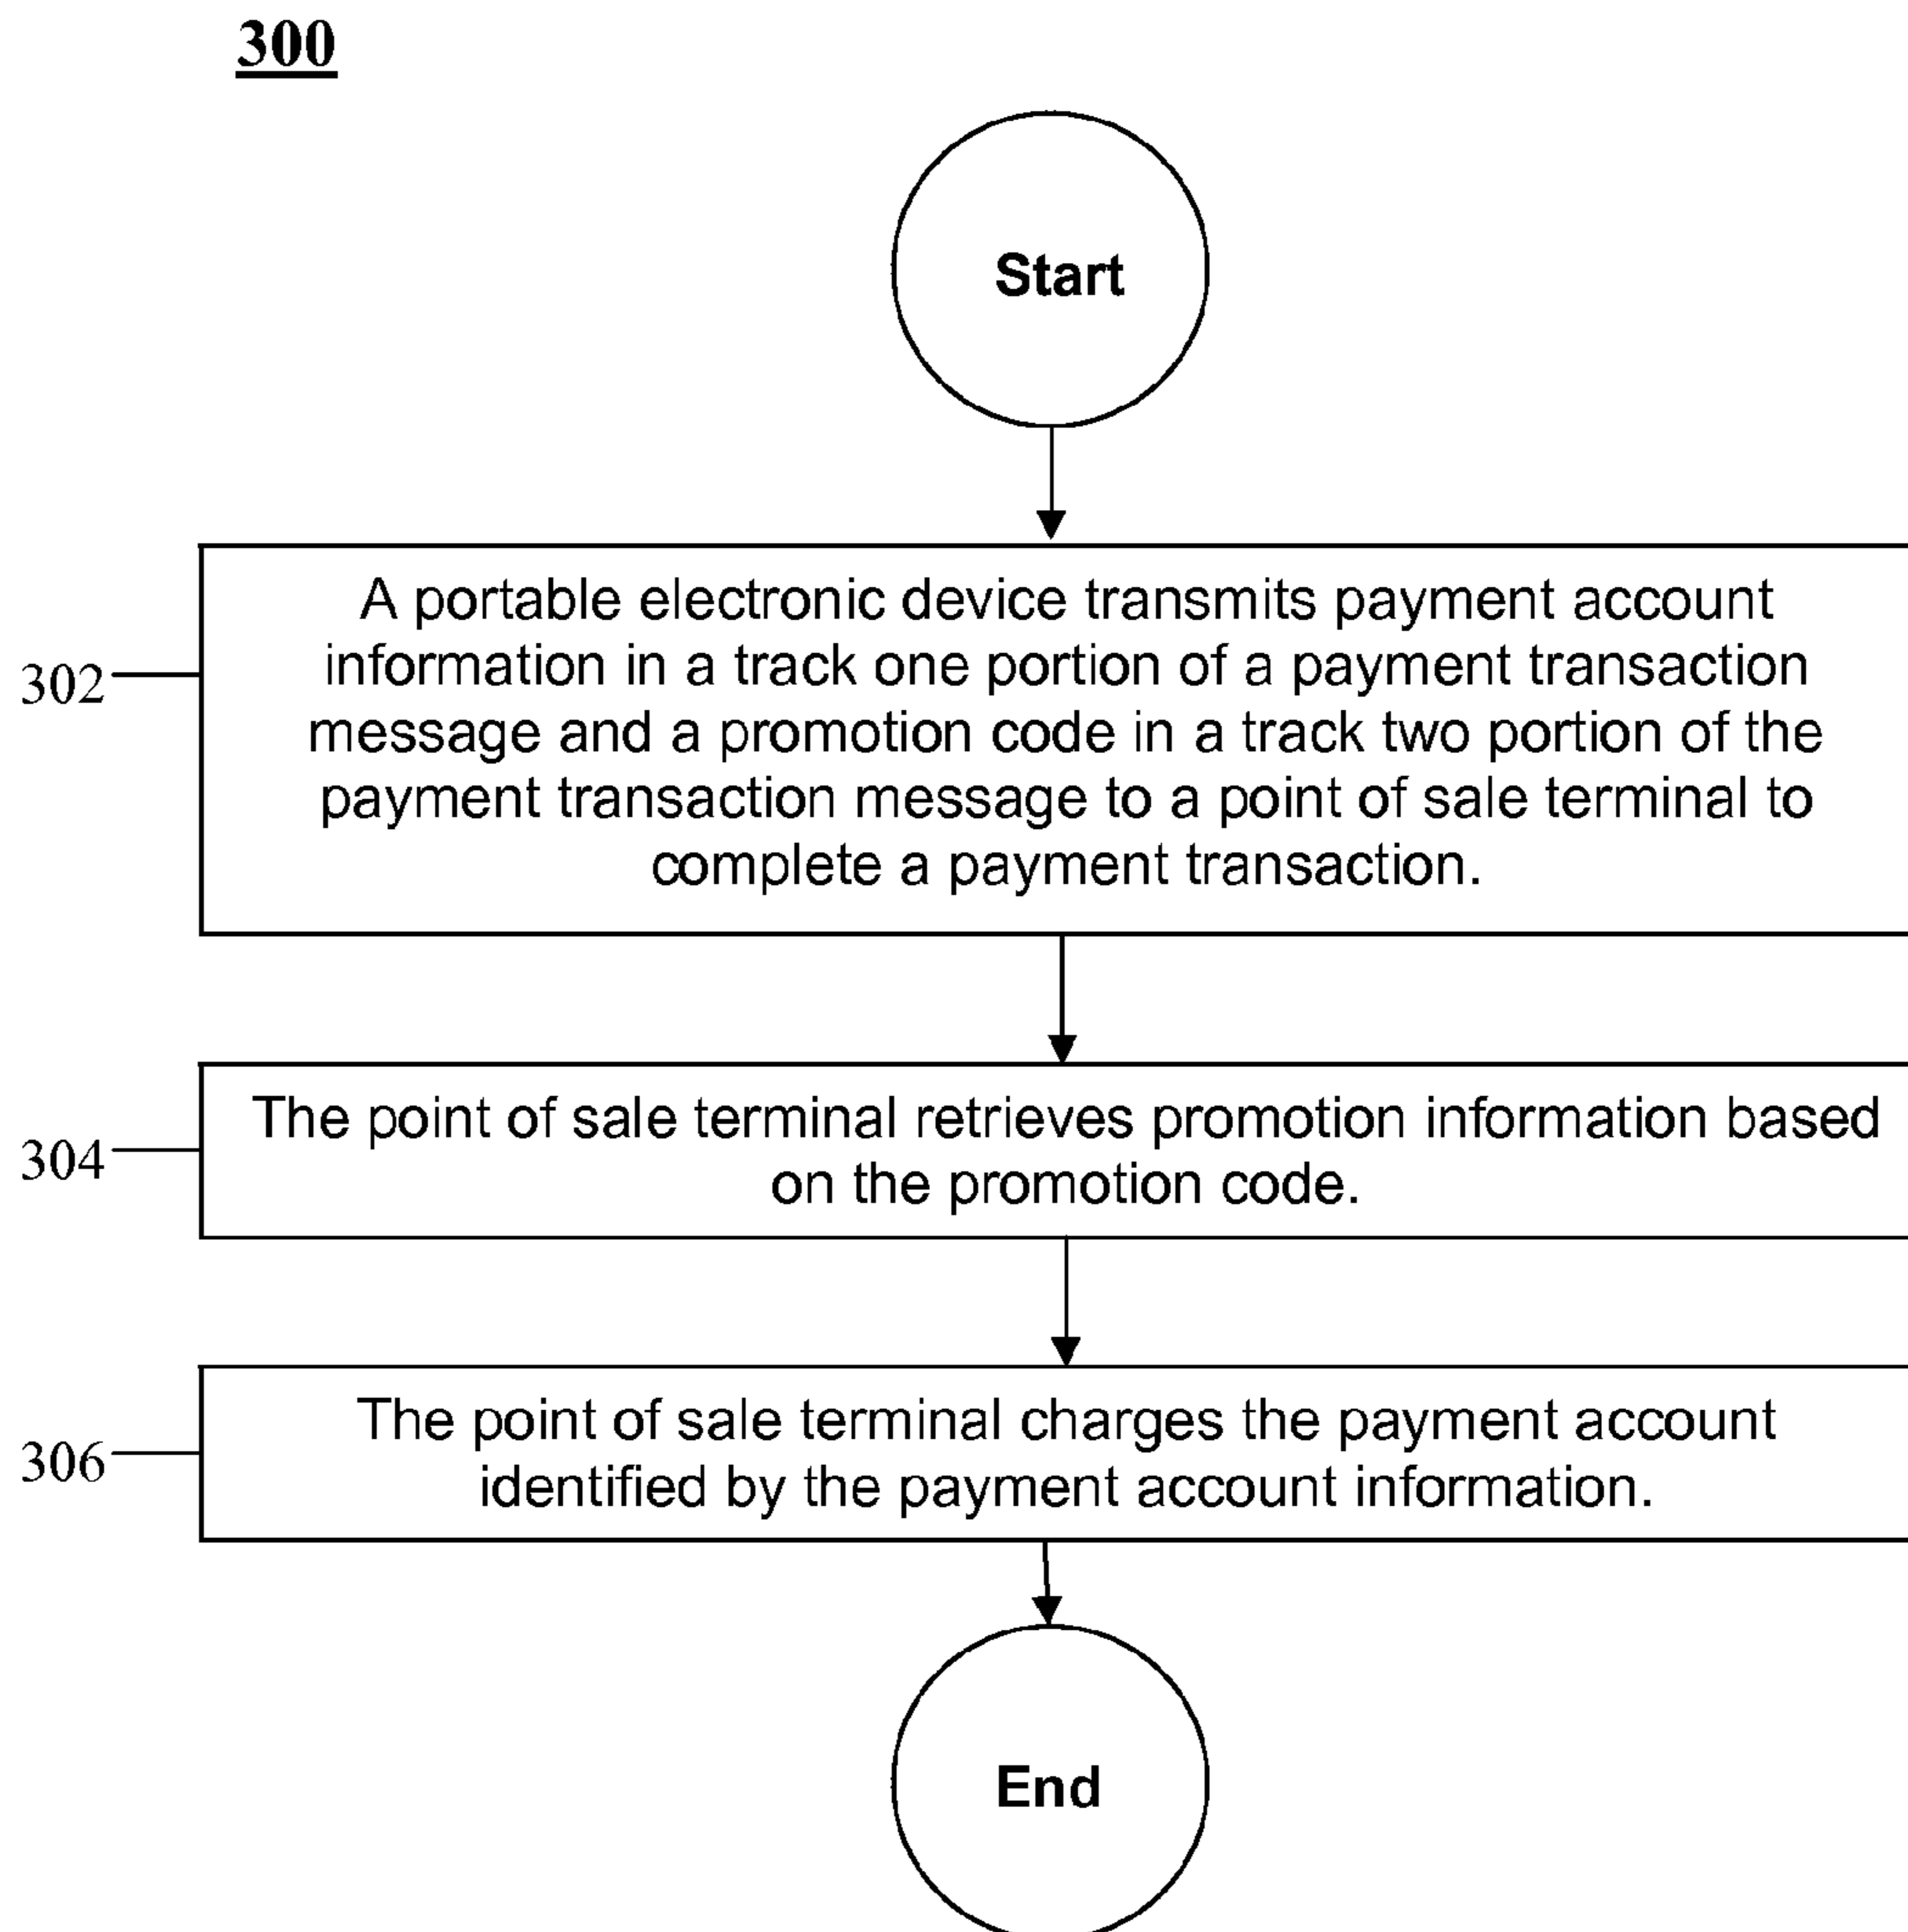 300
Start
302
A portable electronic device transmits payment account
information in a track one portion of a payment transaction
message and a promotion code in a track two portion of the
payment transaction message to a point of sale terminal to
complete a payment transaction.
304
The point of sale terminal retrieves promotion information based
on the promotion code.
306
The point of sale terminal charges the payment account
identified by the payment account information.
End